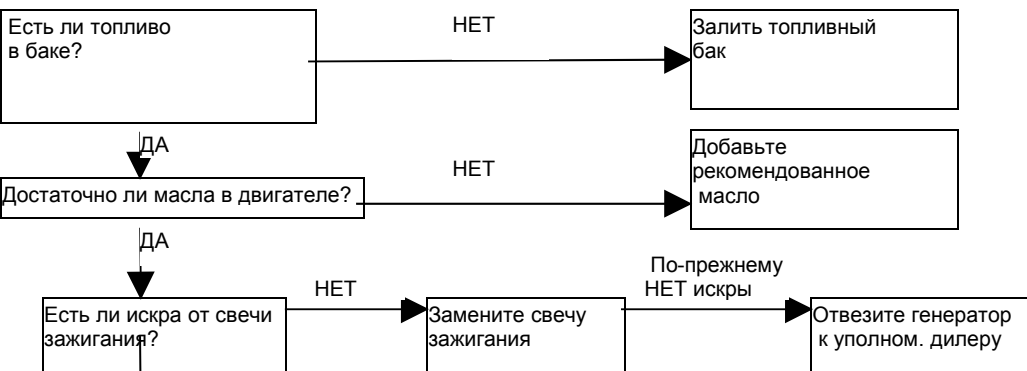 Есть ли топливо
в баке?
НЕТ
Залить топливный
бак
ДА
Достаточно ли масла в двигателе?
НЕТ
Добавьте
рекомендованное
масло
ДА
Есть ли искра от свечи
зажигания?
НЕТ
Замените свечу
зажигания
По-прежнему
НЕТ искры
Отвезите генератор
к уполном. дилеру